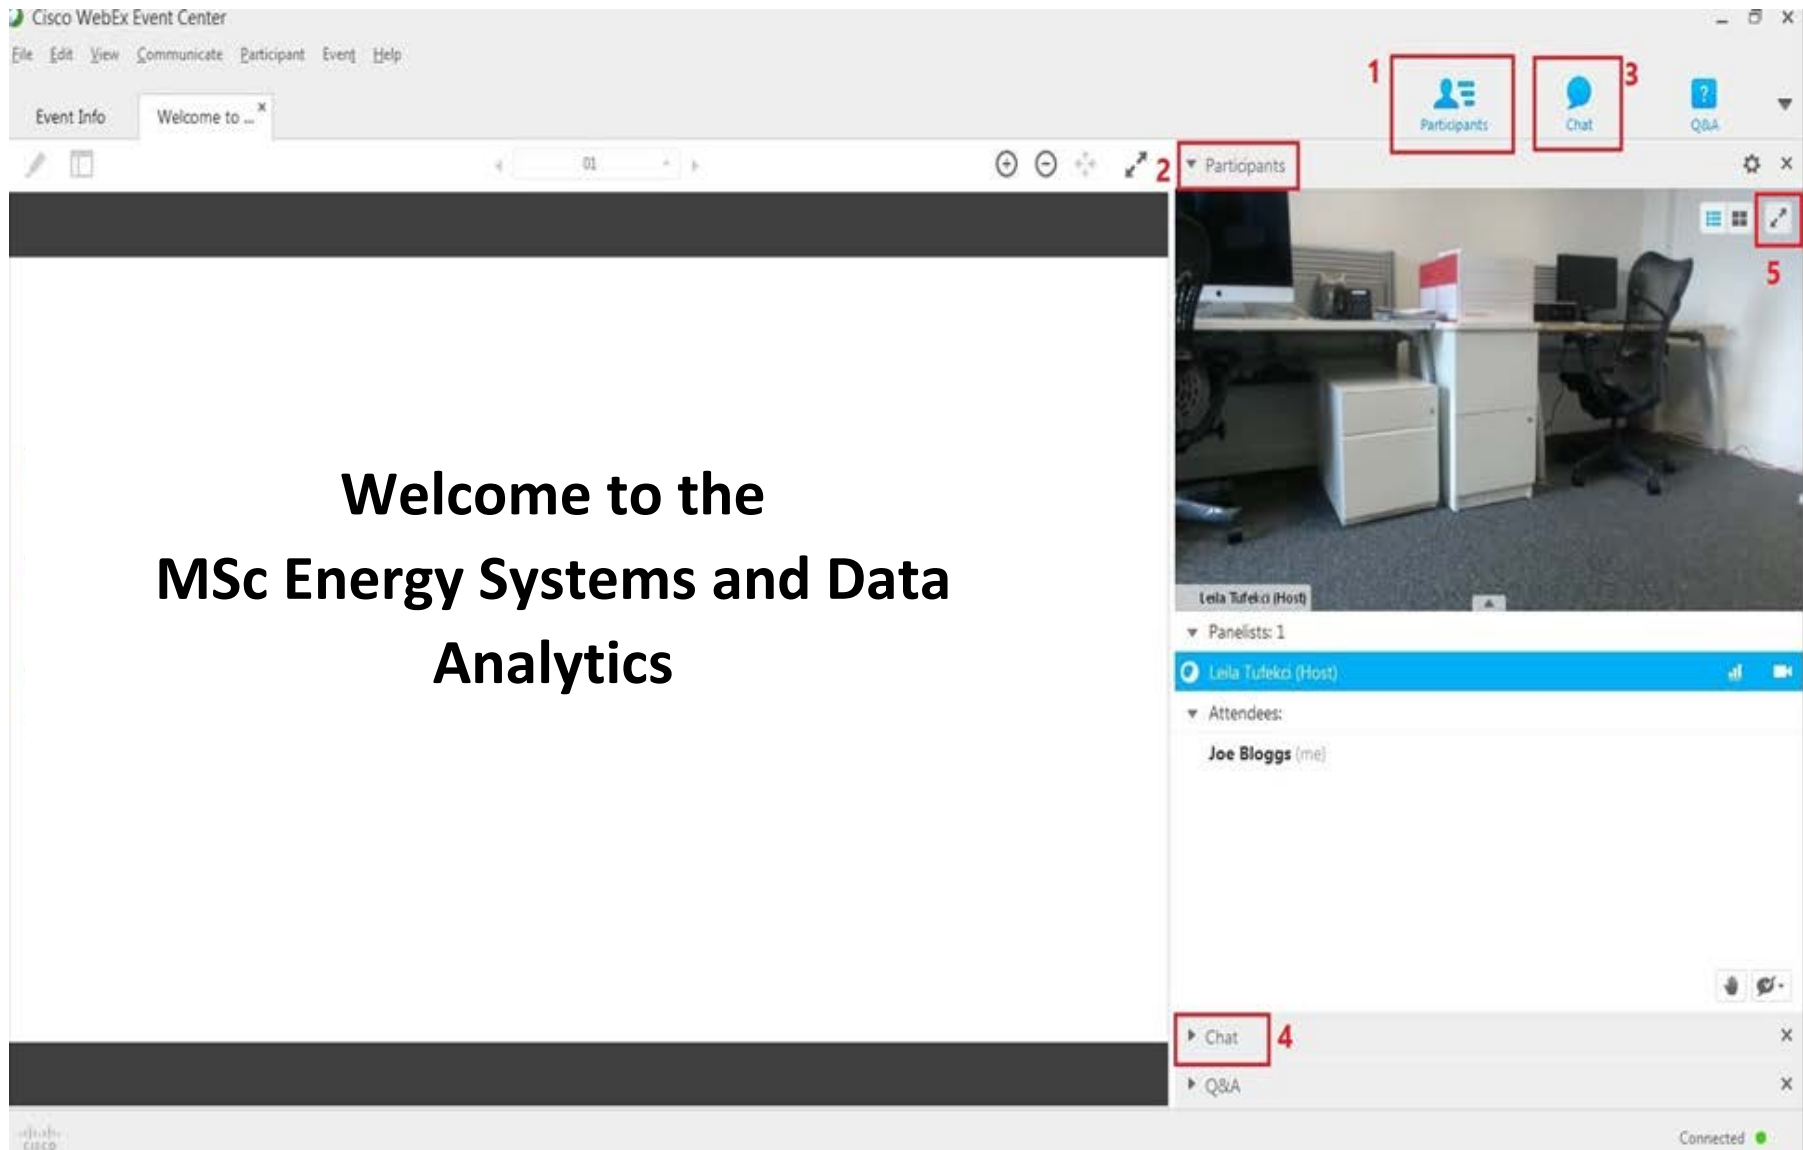 Cisco WebEx Event Center
File Edit View Communicate Participant Event Help
1
3
Participants
Chat
Q&A
Event Info
Welcome to ...
01
2
Participants
5
Welcome to the
MSc Energy Systems and Data
Analytics
Leila Tufekci (Host)
Panelists: 1
Leila Tufekci (Host)
Attendees:
Joe Bloggs (me)
Chat
4
Q&A
CISCO
Connected